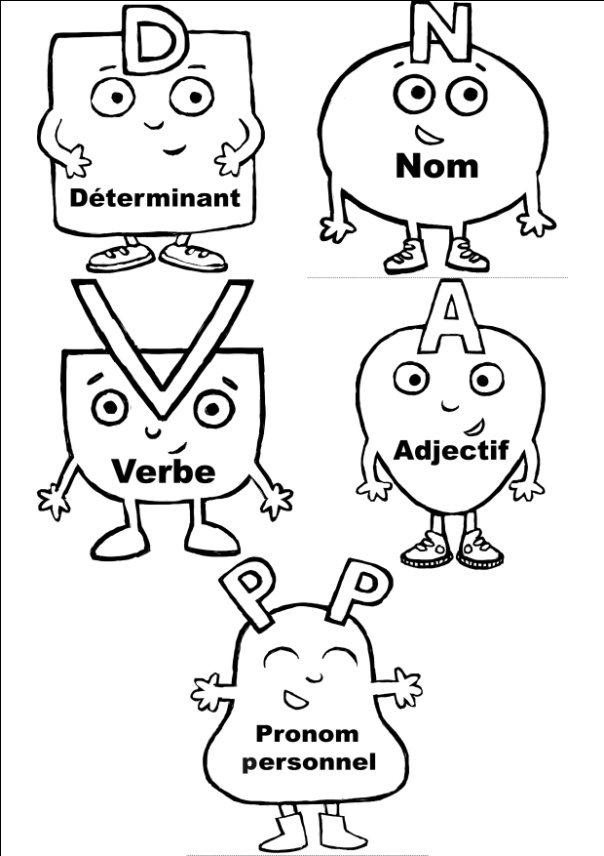 D
Déterminant
N
Nom
V
Verbe
A
Adjectif
P P
Pronom
personnel